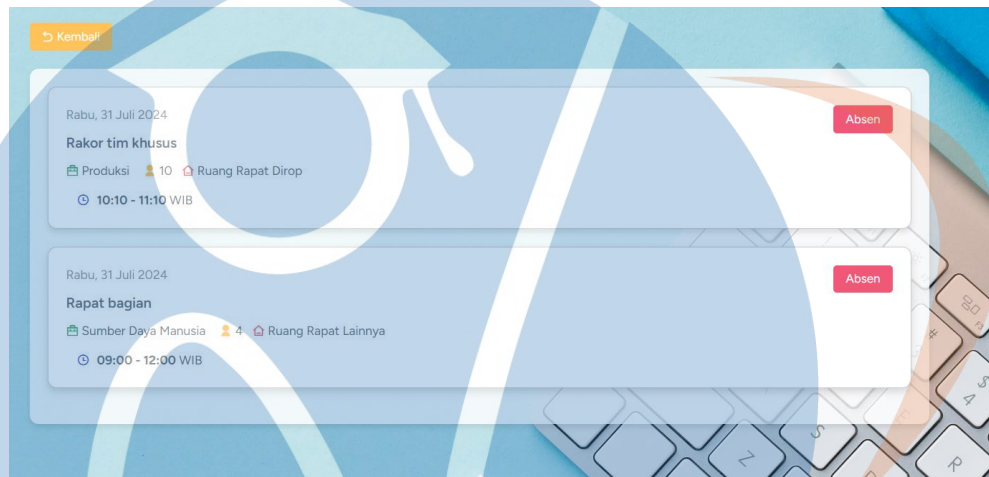 Kembali
Rabu, 31 Juli 2024
Absen
Rakor tim khusus
Produksi 10 Ruang Rapat Dirop
10:10 - 11:10 WIB
Rabu, 31 Juli 2024
Absen
Rapat bagian
Sumber Daya Manusia 4 Ruang Rapat Lainnya
09:00 - 12:00 WIB
#
$
4
E
S
Z
R